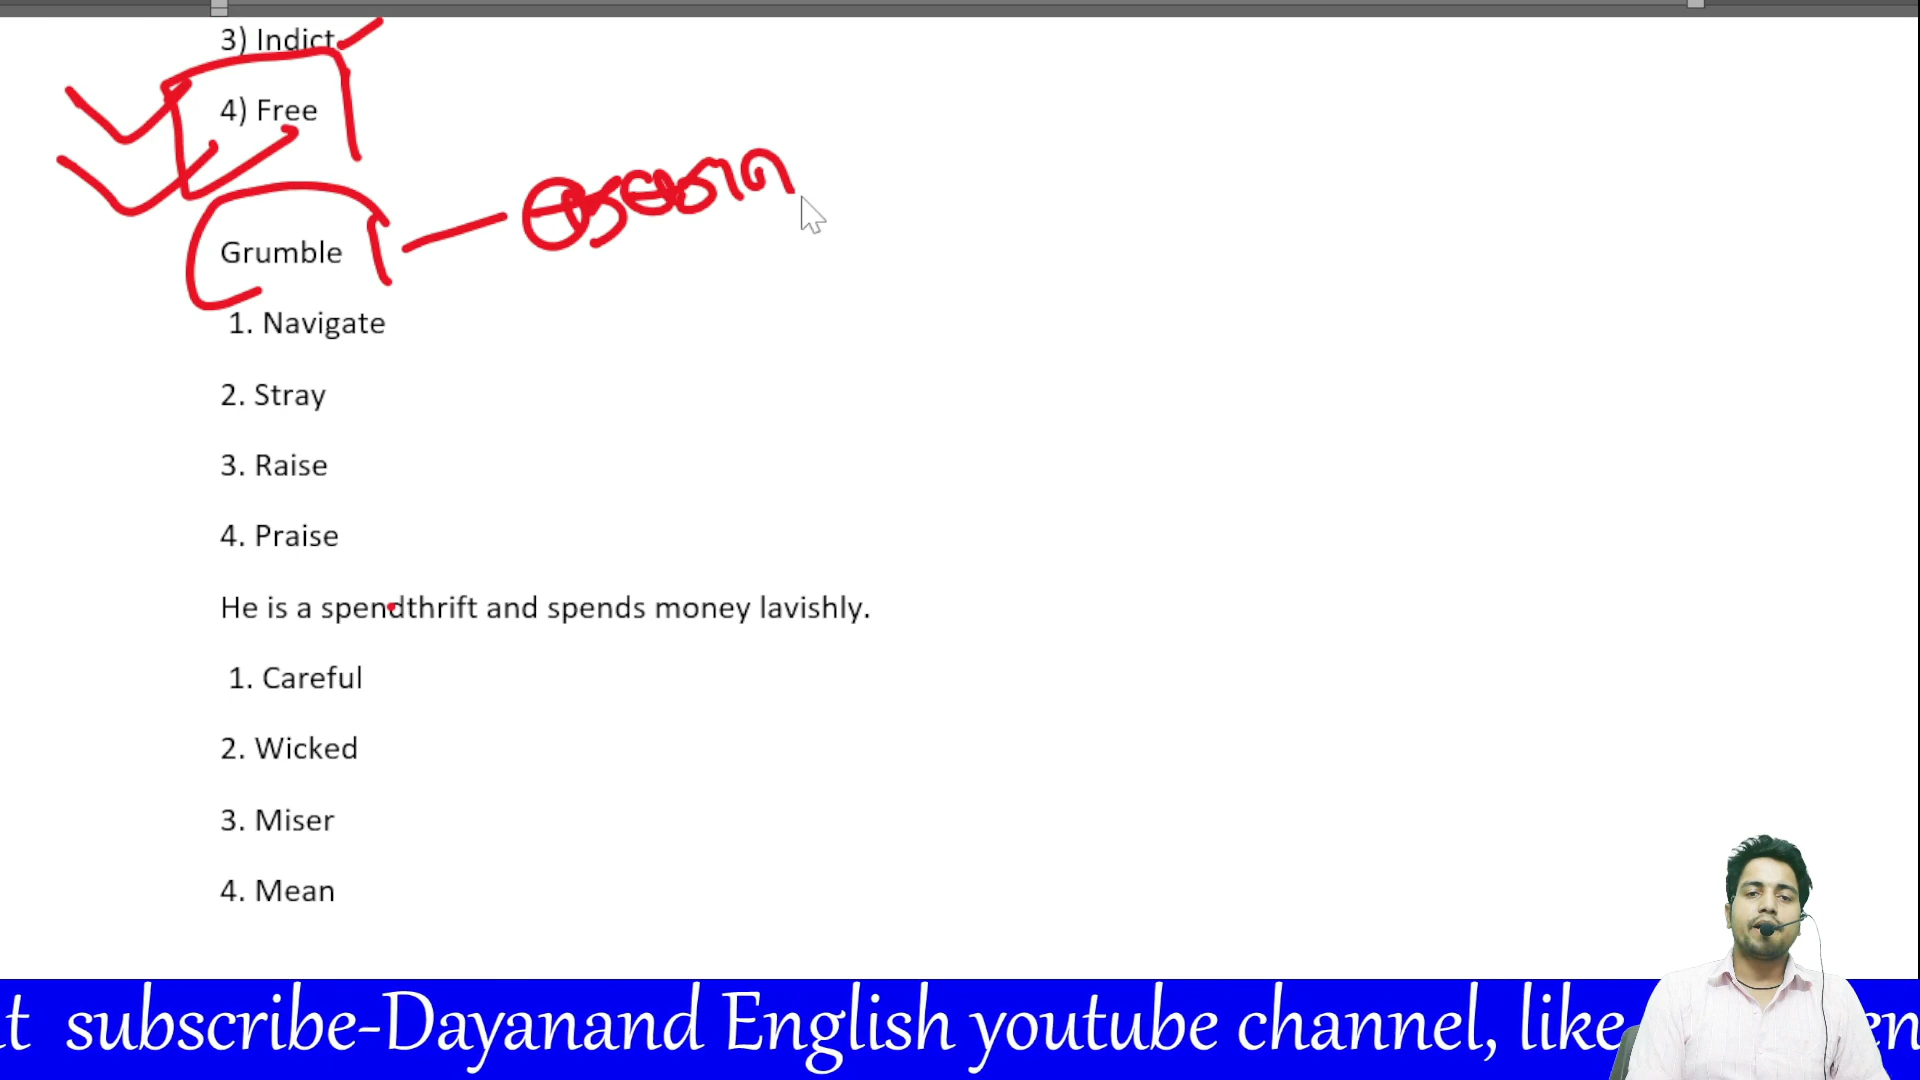 3) Indict
4) Free
Grumble
1. Navigate
2. Stray
3. Raise
4. Praise
He is a spendthrift and spends money lavishly.
1. Careful
2. Wicked
3. Miser
4. Mean
subscribe-Dayanand English youtube channel, like